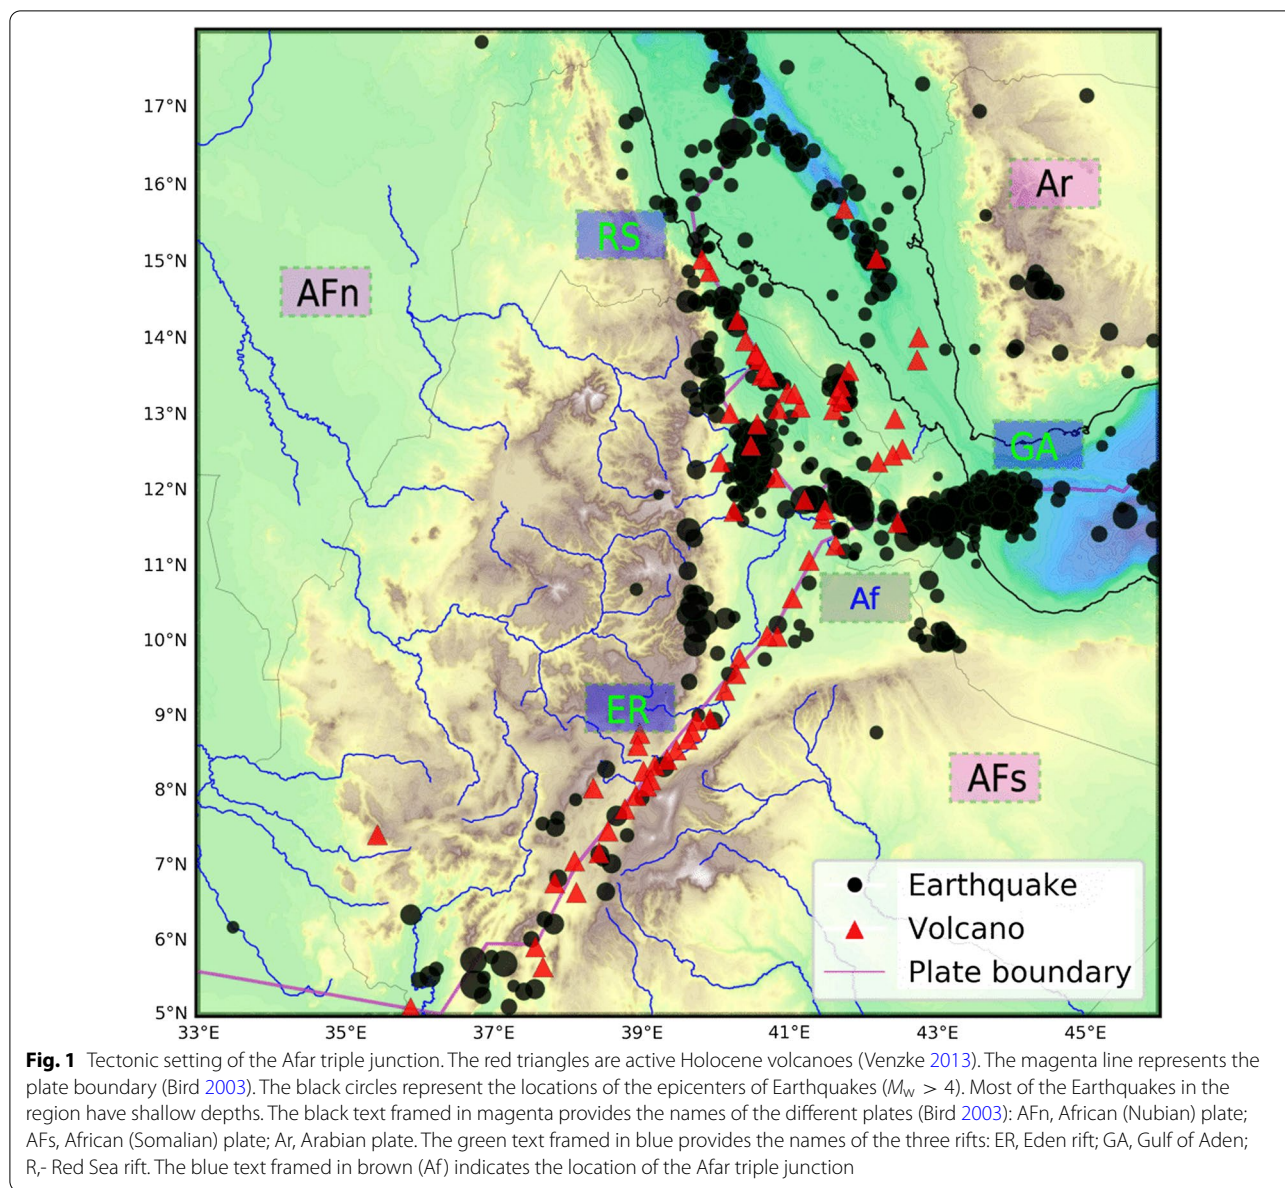 17°N
16°N
Ar
RS
15°N
AFn
14°N
13°N
GA
12°N
11°N
Af
10°N
ER
9°N
AFs
8°N
7°N
Earthquake
Volcano
6°N
Plate boundary
5°N
33°E 35°E 37°E 39°E 41°E 43°E 45°E
Fig. 1 Tectonic setting of the Afar triple junction. The red triangles are active Holocene volcanoes (Venzke 2013). The magenta line represents the
plate boundary (Bird 2003). The black circles represent the locations of the epicenters of Earthquakes (Mw > 4). Most of the Earthquakes in the
region have shallow depths. The black text framed in magenta provides the names of the different plates (Bird 2003): AFn, African (Nubian) plate;
AFs, African (Somalian) plate; Ar, Arabian plate. The green text framed in blue provides the names of the three rifts: ER, Eden rift; GA, Gulf of Aden;
R,- Red Sea rift. The blue text framed in brown (Af) indicates the location of the Afar triple junction